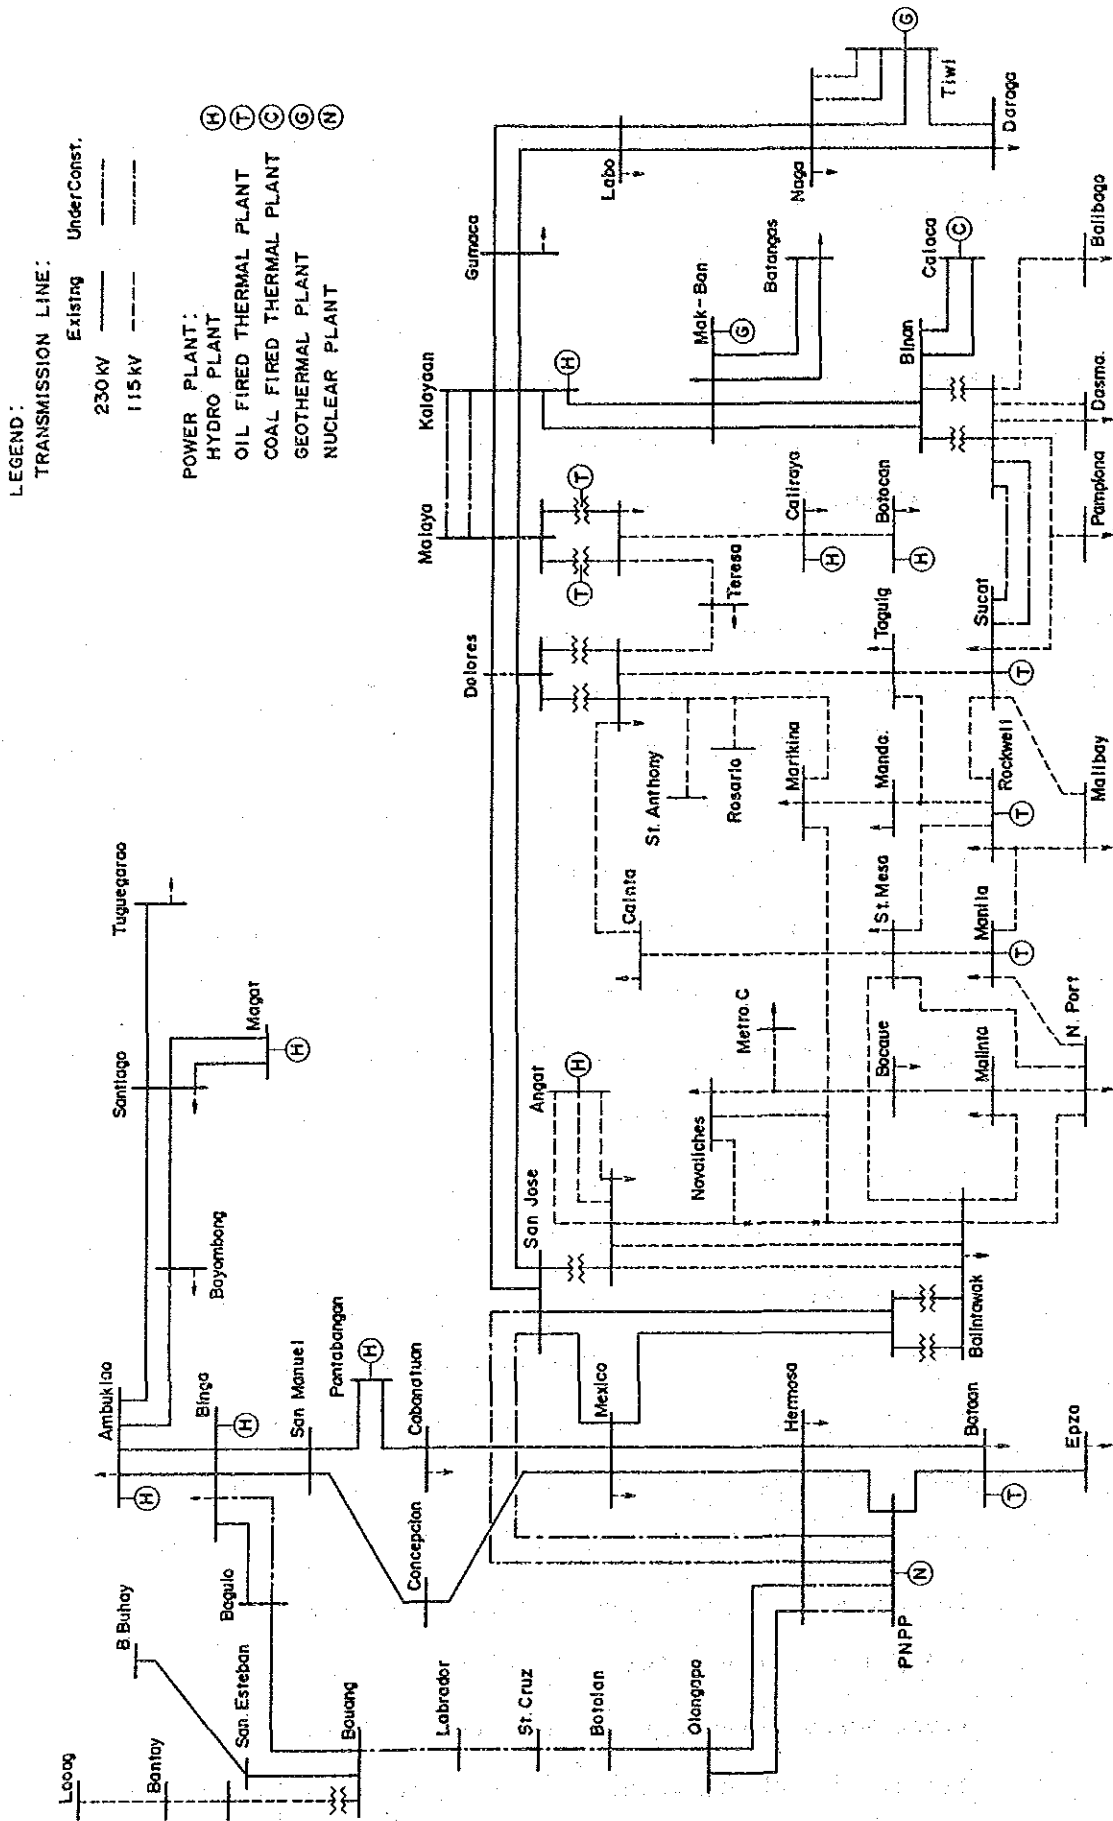 LEGEND:
TRANSMISSION LINE:
Existng UnderConst.
230 KV
115 KV
POWER PLANT:
HYDRO PLANT H
OIL FIRED THERMAL PLANT T
COAL FIRED THERMAL PLANT C
GEOTHERMAL PLANT G
NUCLEAR PLANT N
Laoag
Bantay
B. Buhay
San. Esteban
Bauang
Baguio
Ambuklao
H
Binga
H
San Manuel
Pantabangan
H
Cabanatuan
Concepcion
Bayombong
Santiago
Magat
H
Tuguegarao
Labrador
St. Cruz
Botolan
Olongapo
Mexico
Hermosa
PNPP
N
Bataan
T
Epza
San Jose
Angat
H
Balintawak
Novaliches
Metro. C
Bocaue
Malinta
N. Port
Cainta
St. Mesa
Manila
T
St. Anthony
Rosario
Marikina
Manda.
Rockwell
T
Malibay
Dolores
Teresa
Taguig
Sucat
T
Malaya
T
T
Caliraya
H
Botocan
H
Kalayaan
H
Mak-Ban
G
Batangas
Binan
Calaca
C
Pamplona
Dasma.
Balibago
Gumaca
Labo
Naga
Tiwi
G
Daraga